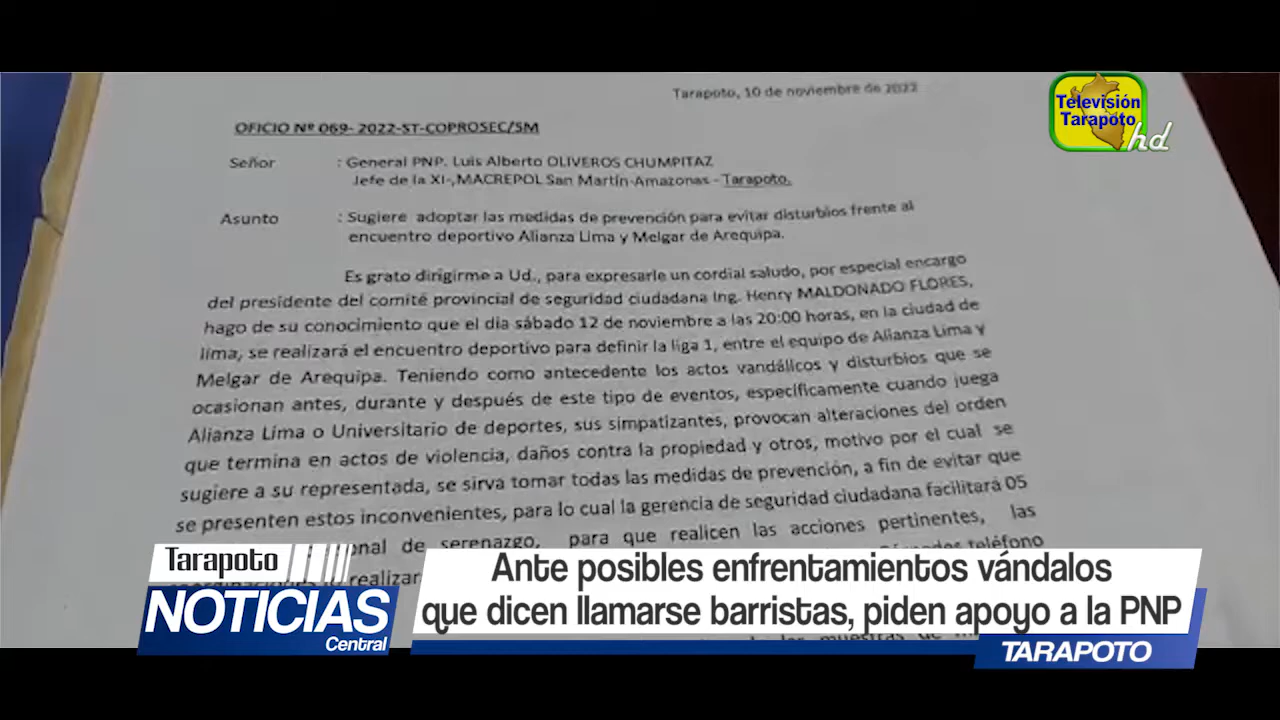 Tarapoto, 10 de noviembre de 2022
Televisión
Tarapoto
hd
OFICIO Nº 069- 2022-ST-COPROSEC/SM
Señor : General PNP. Luis Alberto OLIVEROS CHUMPITAZ
Jefe de la XI-,MACREPOL San Martín-Amazonas - Tarapoto.
Asunto : Sugiere adoptar las medidas de prevención para evitar disturbios frente al
encuentro deportivo Alianza Lima y Melgar de Arequipa.
Es grato dirigirme a Ud., para expresarle un cordial saludo, por especial encargo
del presidente del comité provincial de seguridad ciudadana Ing. Henry MALDONADO FLORES,
hago de su conocimiento que el dia sábado 12 de noviembre a las 20:00 horas, en la ciudad de
lima, se realizará el encuentro deportivo para definir la liga 1, entre el equipo de Alianza Lima y
Melgar de Arequipa. Teniendo como antecedente los actos vandálicos y disturbios que se
ocasionan antes, durante y después de este tipo de eventos, específicamente cuando juega
Alianza Lima o Universitario de deportes, sus simpatizantes, provocan alteraciones del orden
que termina en actos de violencia, daños contra la propiedad y otros, motivo por el cual se
sugiere a su representada, se sirva tomar todas las medidas de prevención, a fin de evitar que
se presenten estos inconvenientes, para lo cual la gerencia de seguridad ciudadana facilitará 05
de serenazgo, para que realicen las acciones pertinentes, las
realizar teléfono
Tarapoto
NOTICIAS
Central
Ante posibles enfrentamientos vándalos
que dicen llamarse barristas, piden apoyo a la PNP
TARAPOTO